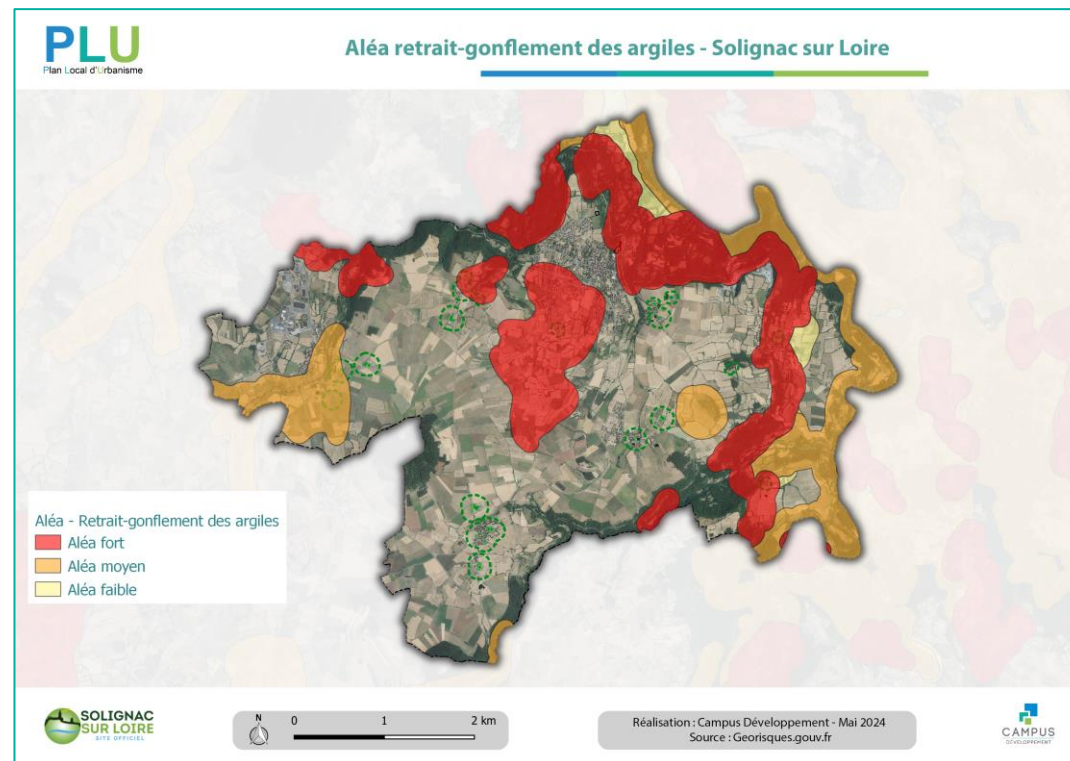 PLU
Plan Local d'Urbanisme
Aléa retrait-gonflement des argiles - Solignac sur Loire
Aléa - Retrait-gonflement des argiles
Aléa fort
Aléa moyen
Aléa faible
SOLIGNAC
SUR LOIRE
SITE OFFICIEL
N
0 1 2 km
Réalisation : Campus Développement - Mai 2024
Source : Georisques.gouv.fr
CAMPUS
DÉVELOPPEMENT